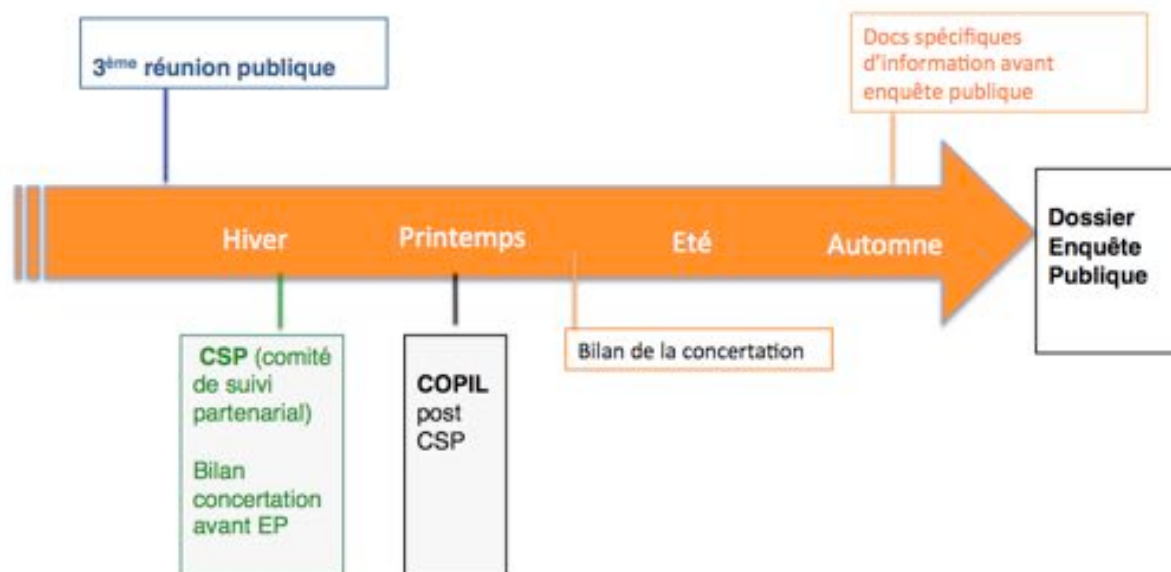 3ème réunion publique
Docs spécifiques
d'information avant
enquête publique
Hiver
Printemps
Eté
Automne
Dossier
Enquête
Publique
CSP (comité
de suivi
partenarial)
Bilan
concertation
avant EP
COPIL
post
CSP
Bilan de la concertation